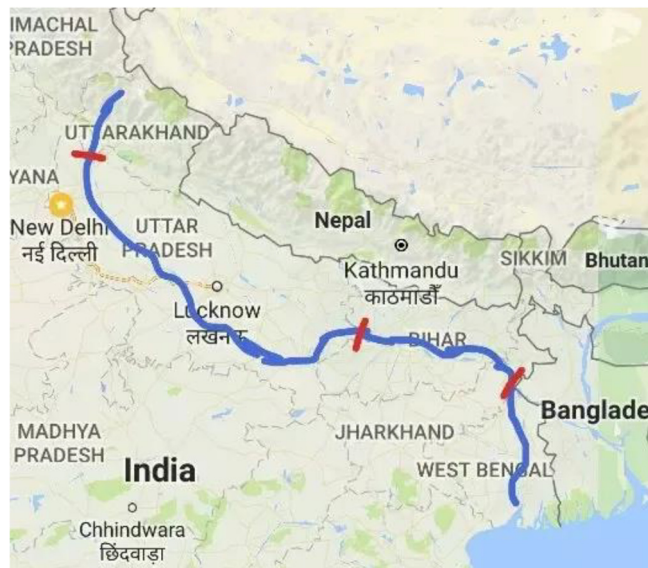 IMACHAL
PRADESH
UTTARAKHAND
YANA
New Delhi
नई दिल्ली
UTTAR
PRADESH
Nepal
Kathmandu
काठमाडौँ
SIKKIM
Bhutan
Lucknow
लखनऊ
BIHAR
Banglade
MADHYA
PRADESH
JHARKHAND
India
WEST BENGAL
Chhindwara
छिंदवाड़ा